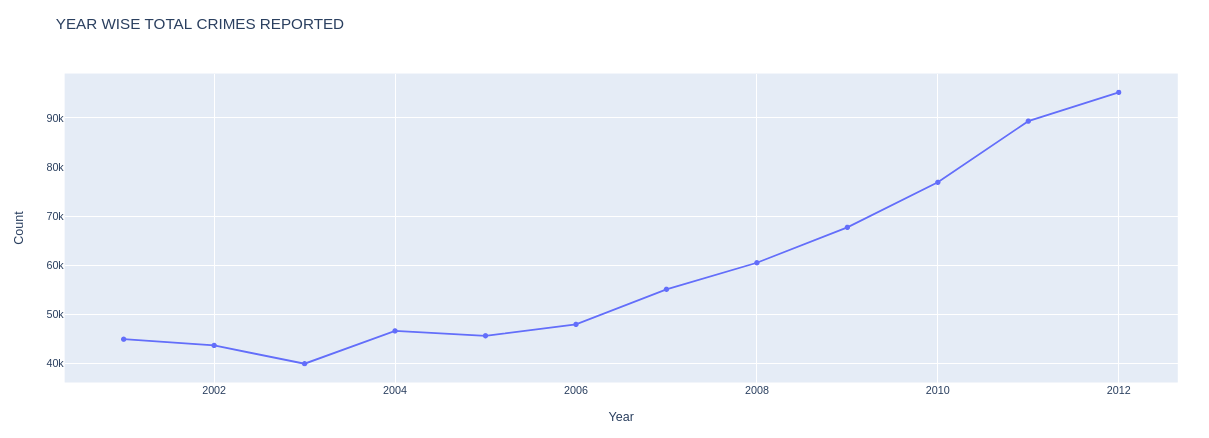 YEAR WISE TOTAL CRIMES REPORTED
90k
80k
70k
60k
50k
40k
Count
2002 2004 2006 2008 2010 2012
Year